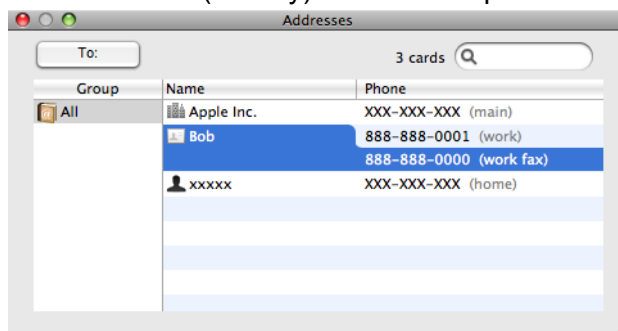 Addresses
To:
3 cards
Group Name Phone
All Apple Inc. XXX-XXX-XXX (main)
Bob 888-888-0001 (work)
888-888-0000 (work fax)
xxxxx XXX-XXX-XXX (home)